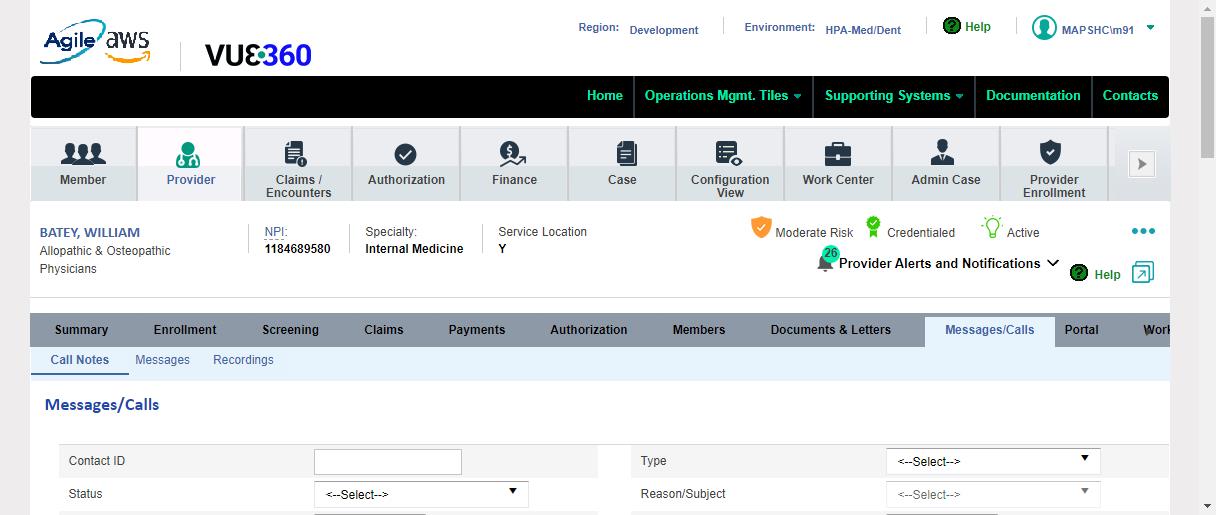 Agile aws
VUE360
Region: Development
Environment: HPA-Med/Dent
? Help
MAPSHC\m91
Home
Operations Mgmt. Tiles
Supporting Systems
Documentation
Contacts
Member
Provider
Claims /
Encounters
Authorization
Finance
Case
Configuration
View
Work Center
Admin Case
Provider
Enrollment
BATEY, WILLIAM
Allopathic & Osteopathic
Physicians
NPI:
1184689580
Specialty:
Internal Medicine
Service Location
Y
Moderate Risk
Credentialed
Active
26
Provider Alerts and Notifications
? Help
Summary
Enrollment
Screening
Claims
Payments
Authorization
Members
Documents & Letters
Messages/Calls
Portal
Work
Call Notes
Messages
Recordings
Messages/Calls
Contact ID
Type
<--Select-->
Status
<--Select-->
Reason/Subject
<--Select-->